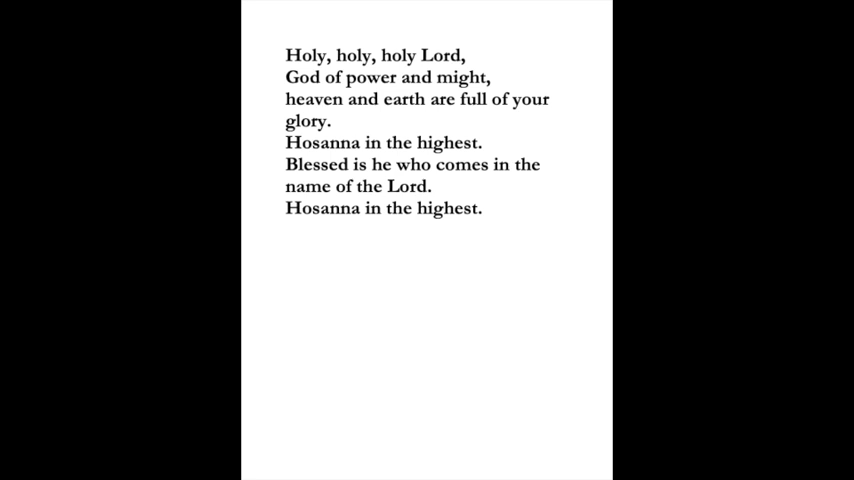 Holy, holy, holy Lord,
God of power and might,
heaven and earth are full of your
glory.
Hosanna in the highest.
Blessed is he who comes in the
name of the Lord.
Hosanna in the highest.